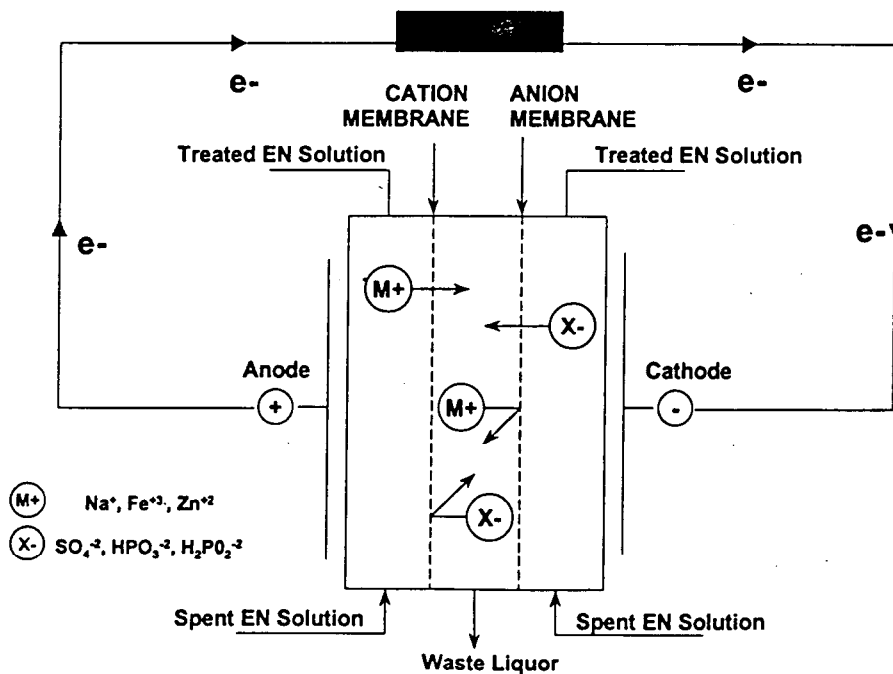 e-
e-
CATION MEMBRANE
ANION MEMBRANE
Treated EN Solution
Treated EN Solution
e-
e-
M+
X-
Anode
Cathode
+
M+
-
M+ Na⁺, Fe⁺³, Zn⁺²
X-
X- SO₄⁻², HPO₃⁻², H₂PO₂⁻²
Spent EN Solution
Spent EN Solution
Waste Liquor